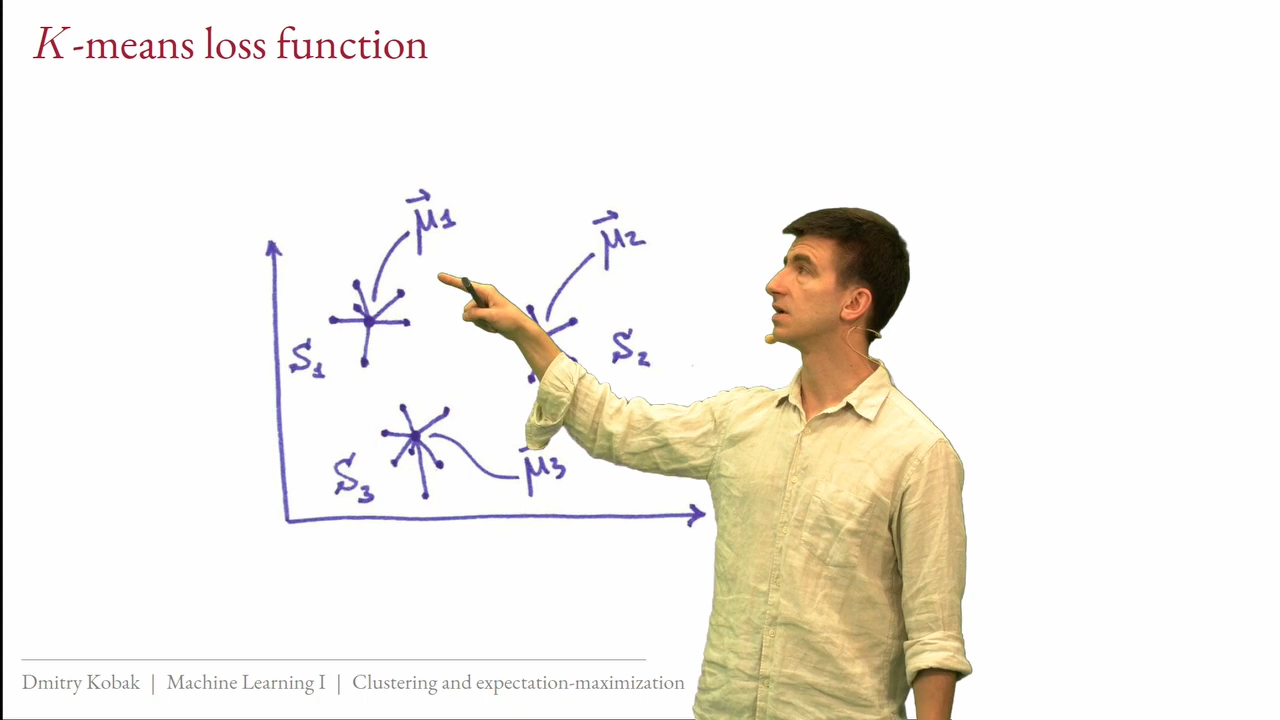 K-means loss function
μ1
μ2
S1
S2
μ3
S3
Dmitry Kobak | Machine Learning I | Clustering and expectation-maximization